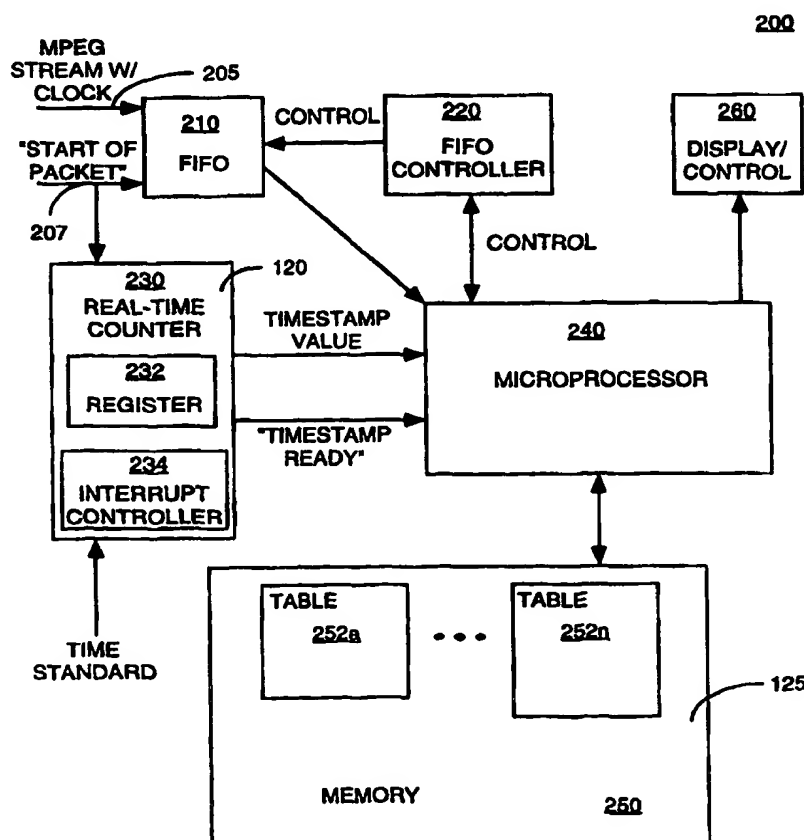 200
MPEG
STREAM W/
CLOCK
205
"START OF
PACKET"
207
210
FIFO
CONTROL
220
FIFO
CONTROLLER
260
DISPLAY/
CONTROL
CONTROL
230
REAL-TIME
COUNTER
120
232
REGISTER
234
INTERRUPT
CONTROLLER
TIMESTAMP
VALUE
"TIMESTAMP
READY"
240
MICROPROCESSOR
TIME
STANDARD
TABLE
252a
•••
TABLE
252n
125
MEMORY
250